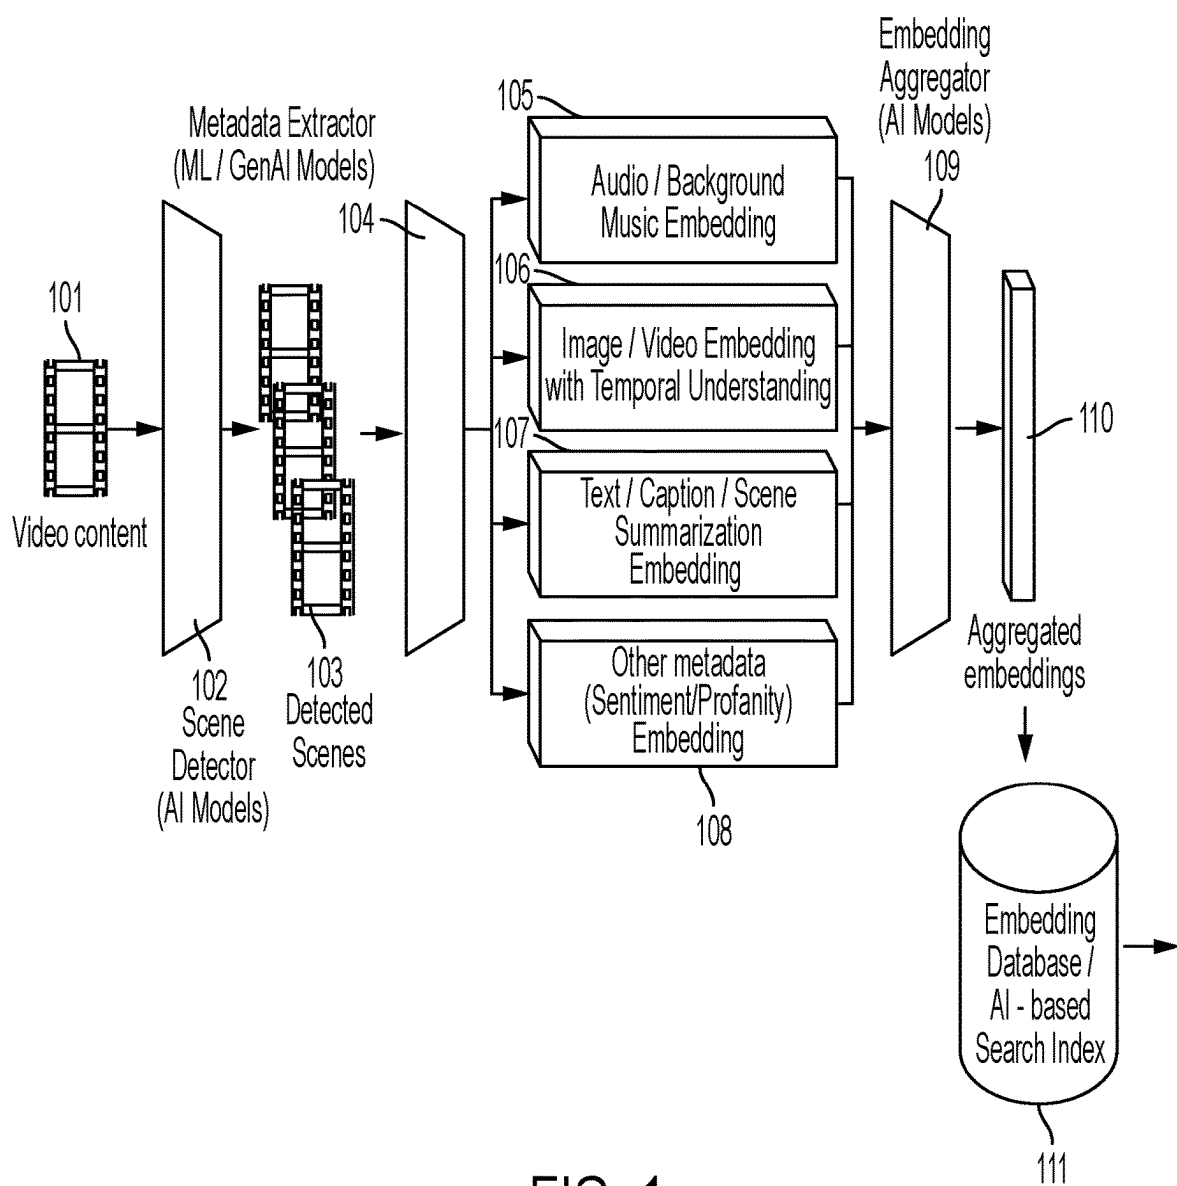 Embedding
Aggregator
(AI Models)
109
105
Metadata Extractor
(ML / GenAI Models)
104
Audio / Background
Music Embedding
106
101
Image / Video Embedding
with Temporal Understanding
110
107
Text / Caption / Scene
Summarization
Embedding
Video content
Aggregated
embeddings
102
Scene
Detector
(AI Models)
103
Detected
Scenes
Other metadata
(Sentiment/Profanity)
Embedding
108
Embedding
Database /
AI - based
Search Index
111
FIG. 1